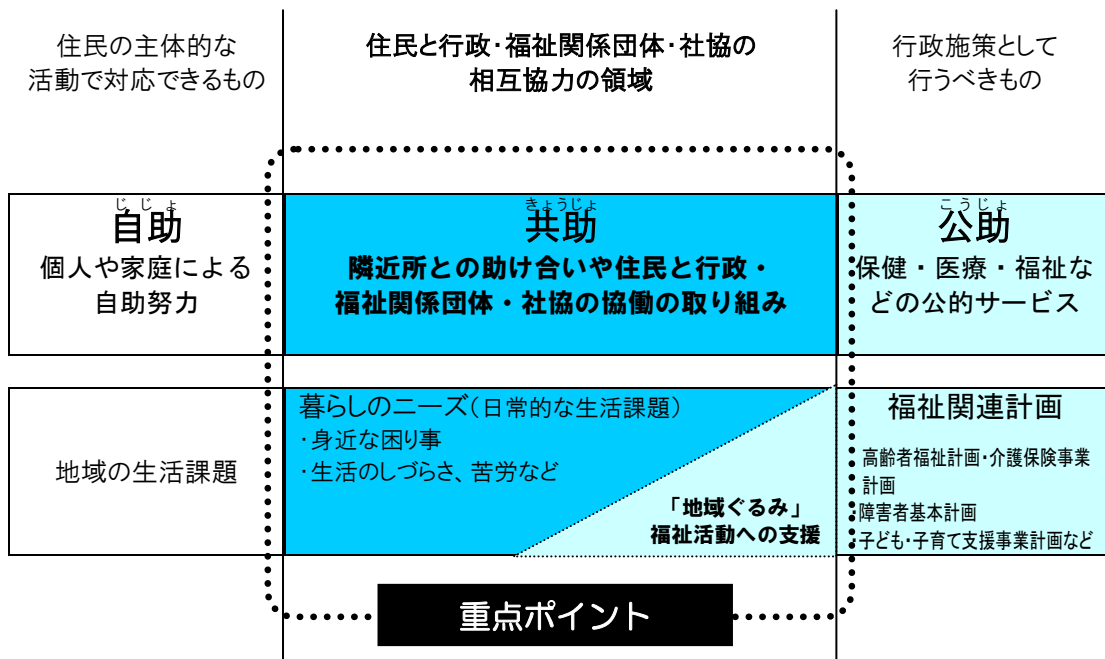 住民の主体的な
活動で対応できるもの
住民と行政・福祉関係団体・社協の
相互協力の領域
行政施策として
行うべきもの
じじょ
自助
個人や家庭による
自助努力
きょうじょ
共助
隣近所との助け合いや住民と行政・
福祉関係団体・社協の協働の取り組み
こうじょ
公助
保健・医療・福祉な
どの公的サービス
地域の生活課題
暮らしのニーズ(日常的な生活課題)
・身近な困り事
・生活のしづらさ、苦労など
「地域ぐるみ」
福祉活動への支援
福祉関連計画
・高齢者福祉計画・介護保険事業
計画
・障害者基本計画
・子ども・子育て支援事業計画など
重点ポイント